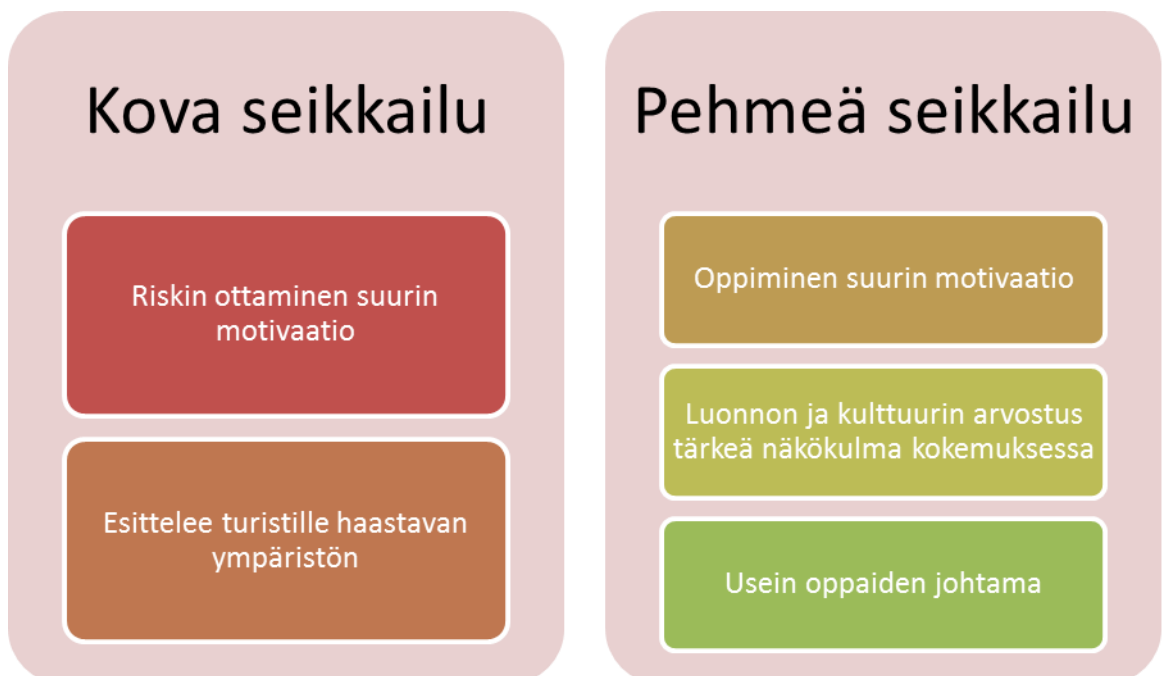 Kova seikkailu
Riskin ottaminen suurin
motivaatio
Esittelee turistille haastavan
ympäristön
Pehmeä seikkailu
Oppiminen suurin motivaatio
Luonnon ja kulttuurin arvostus
tärkeä näkökulma kokemuksessa
Usein oppaiden johtama